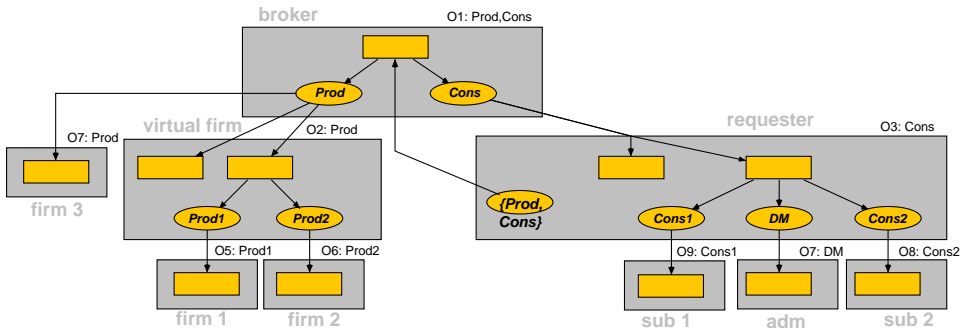 broker
O1: Prod,Cons
Prod
Cons
virtual firm
requester
O7: Prod
O2: Prod
O3: Cons
firm 3
Prod1
Prod2
{Prod,
Cons}
Cons1
DM
Cons2
O5: Prod1
O6: Prod2
O9: Cons1
O7: DM
O8: Cons2
firm 1
firm 2
sub 1
adm
sub 2